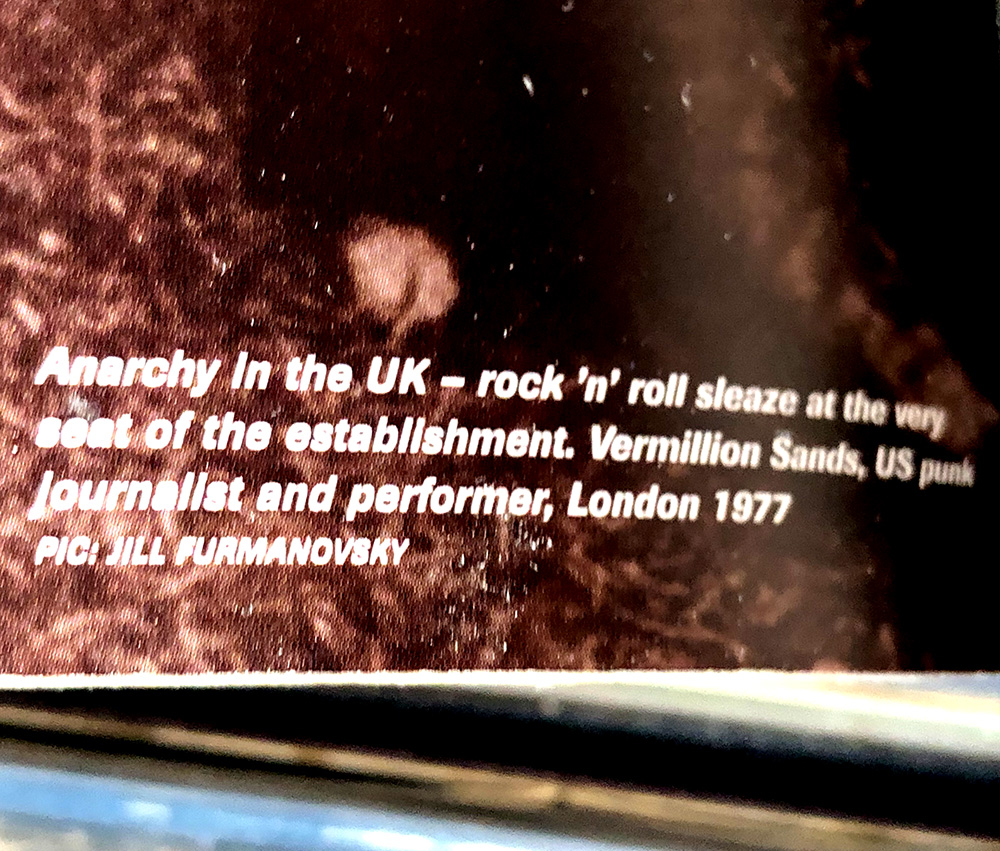 Anarchy in the UK – rock 'n' roll sleaze at the very
seat of the establishment. Vermillion Sands, US punk
journalist and performer, London 1977
PIC: JILL FURMANOVSKY